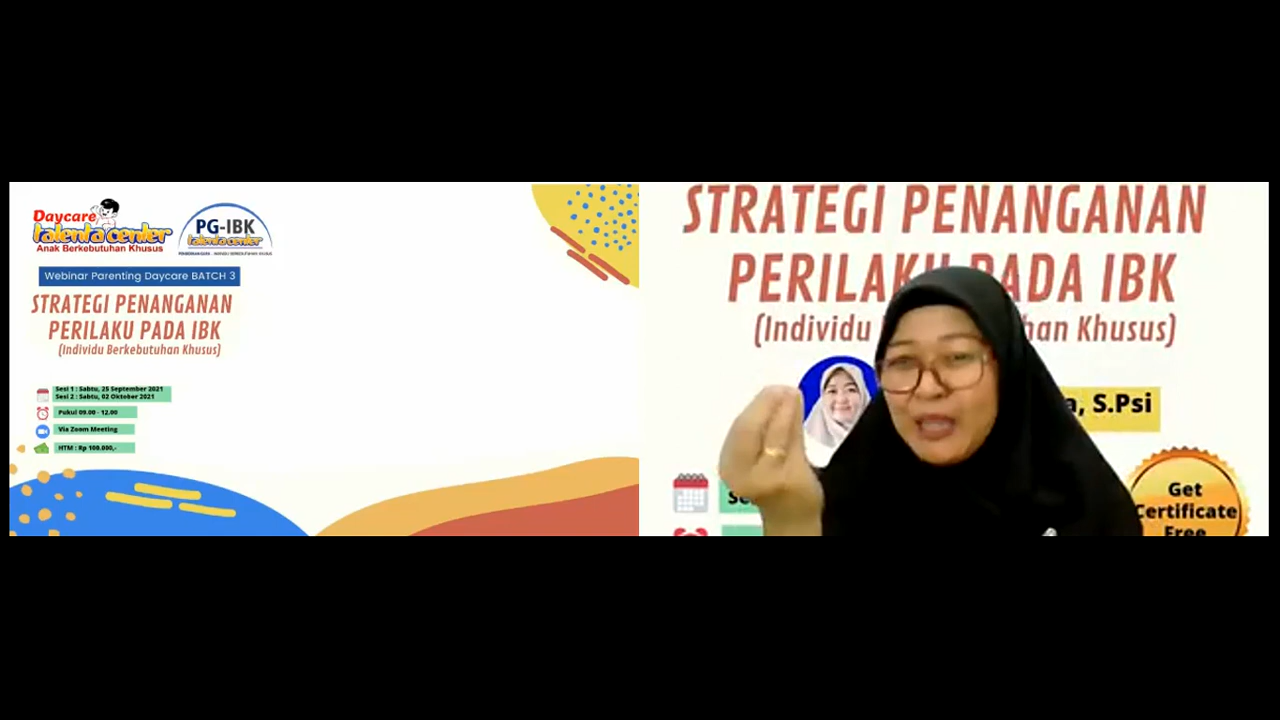 Daycare
talenta center
Anak Berkebutuhan Khusus
PG-IBK
talenta center
Webinar Parenting Daycare BATCH 3
STRATEGI PENANGANAN
PERILAKU PADA IBK
(Individu Berkebutuhan Khusus)
Sesi 1 : Sabtu, 25 September 2021
Sesi 2 : Sabtu, 02 Oktober 2021
Pukul 09.00 - 12.00
Via Zoom Meeting
HTM : Rp 100.000,-
STRATEGI PENANGANAN
PERILAKU PADA IBK
(Individu han Khusus)
a, S.Psi
Se
Get
Certificate
Free